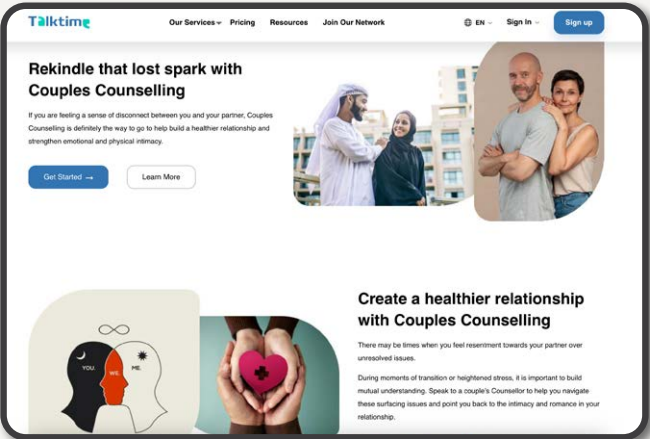 Talktime
Our Services Pricing Resources Join Our Network EN Sign In Sign up
Rekindle that lost spark with
Couples Counselling
If you are feeling a sense of disconnect between you and your partner, Couples
Counselling is definitely the way to go to help build a healthier relationship and
strengthen emotional and physical intimacy.
Get Started → Learn More
YOU. WE. ME.
Create a healthier relationship
with Couples Counselling
There may be times when you feel resentment towards your partner over
unresolved issues.
During moments of transition or heightened stress, it is important to build
mutual understanding. Speak to a couple's Counsellor to help you navigate
these surfacing issues and point you back to the intimacy and romance in your
relationship.